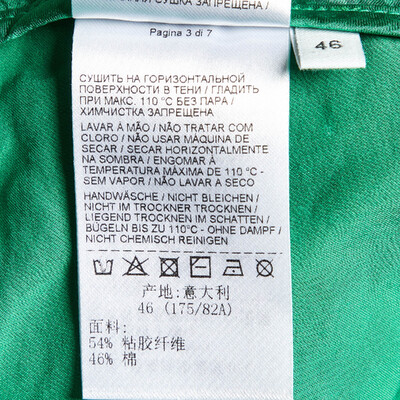 СУШКА ЗАПРЕЩЕНА /
Pagina 3 di 7
46
СУШИТЬ НА ГОРИЗОНТАЛЬНОЙ
ПОВЕРХНОСТИ В ТЕНИ / ГЛАДИТЬ
ПРИ МАКС. 110 °C БЕЗ ПАРА /
ХИМЧИСТКА ЗАПРЕЩЕНА
LAVAR À MÃO / NÃO TRATAR COM
CLORO / NÃO USAR MÁQUINA DE
SECAR / SECAR HORIZONTALMENTE
NA SOMBRA / ENGOMAR À
TEMPERATURA MÁXIMA DE 110 °C -
SEM VAPOR / NÃO LAVAR A SECO
HANDWÄSCHE / NICHT BLEICHEN /
NICHT IM TROCKNER TROCKNEN /
LIEGEND TROCKNEN IM SCHATTEN /
BÜGELN BIS ZU 110°C - OHNE DAMPF /
NICHT CHEMISCH REINIGEN
产地:意大利
46 (175/82A)
面料:
54% 粘胶纤维
46% 棉